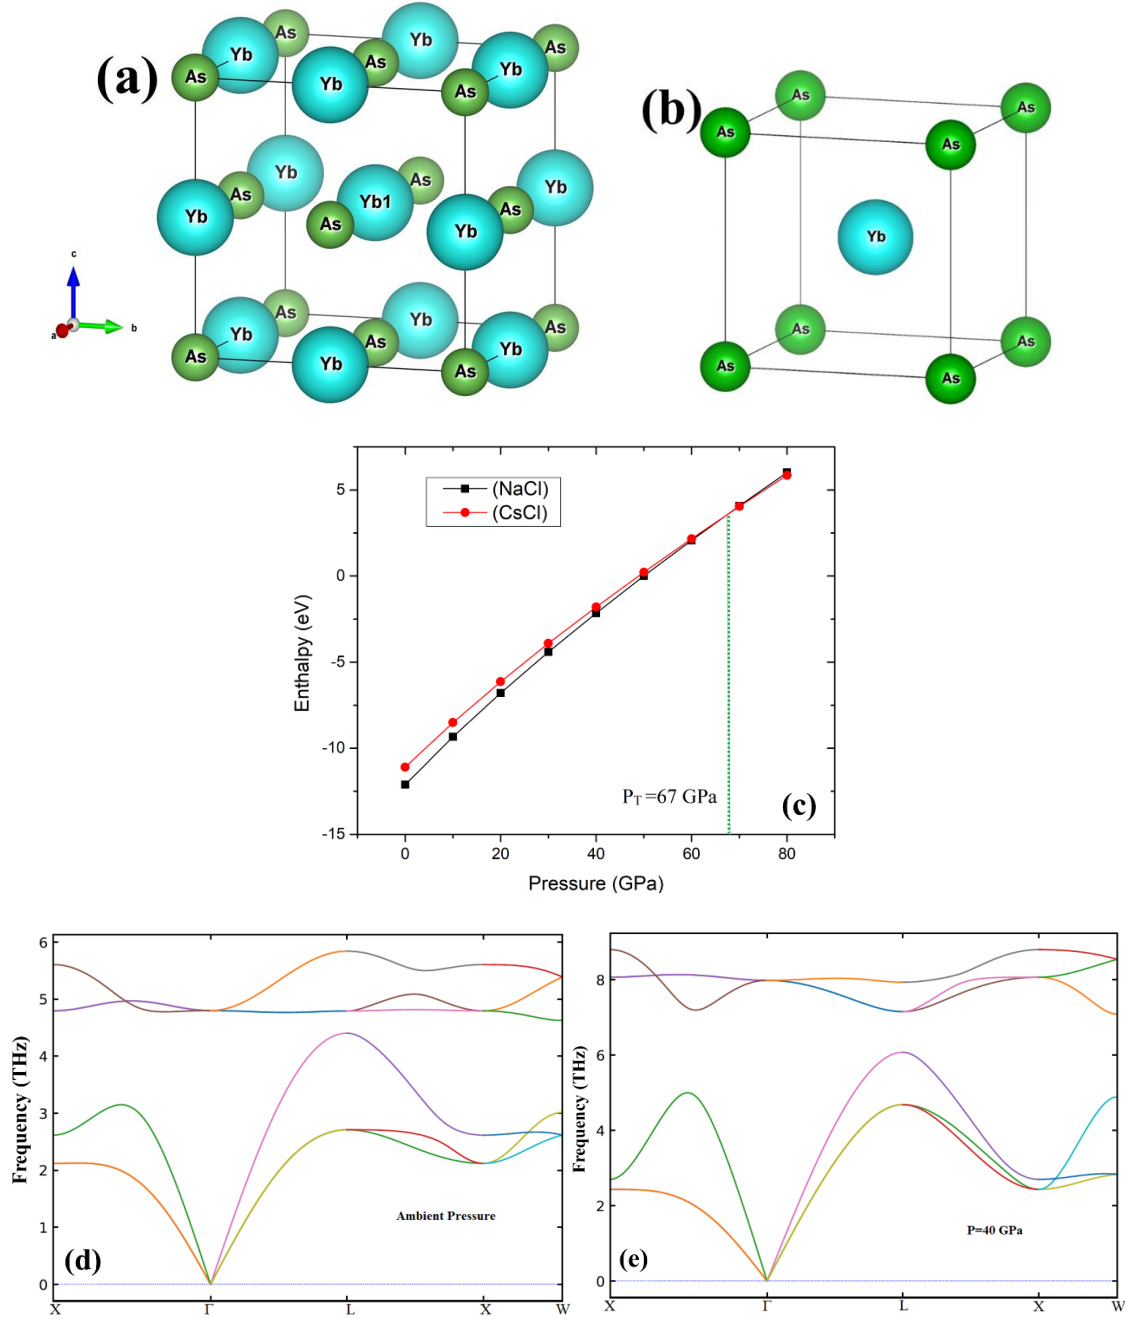 (a)
As
Yb
Yb
As
As
Yb
As
Yb
As
Yb
Yb
As
As
Yb
Yb
As
Yb1
As
As
Yb
As
Yb
As
Yb
As
Yb
As
Yb
As
Yb
c
a
b
(b)
As
As
As
As
Yb
As
As
As
As
(NaCl)
(CsCl)
5
0
-5
-10
-15
Enthalpy (eV)
P_T =67 GPa
(c)
0 20 40 60 80
Pressure (GPa)
6
5
4
3
2
1
0
Frequency (THz)
Ambient Pressure
(d)
X Γ L X W
8
6
4
2
0
Frequency (THz)
P=40 GPa
(e)
X Γ L X W